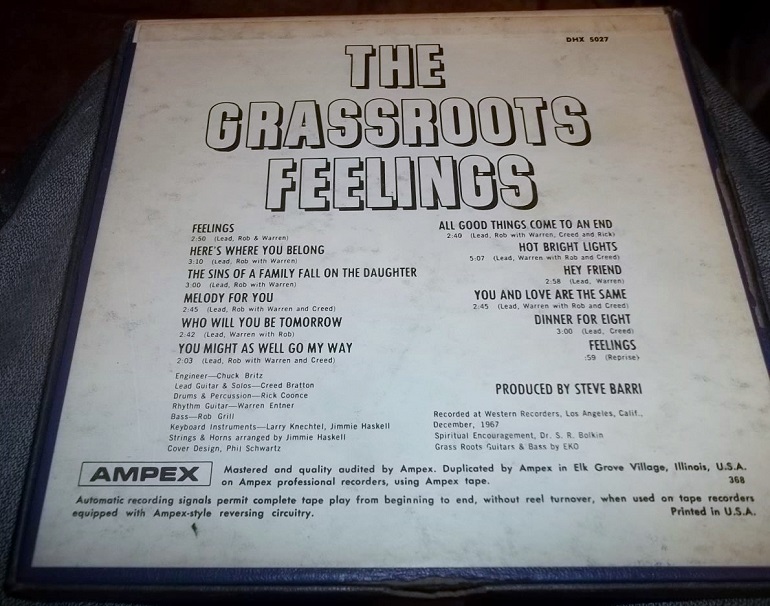 DHX 5027
THE
GRASSROOTS
FEELINGS
FEELINGS
2:50 (Lead, Rob & Warren)
HERE'S WHERE YOU BELONG
3:10 (Lead, Rob with Warren)
THE SINS OF A FAMILY FALL ON THE DAUGHTER
3:00 (Lead, Rob with Warren)
MELODY FOR YOU
2:45 (Lead, Rob with Warren and Creed)
WHO WILL YOU BE TOMORROW
2:42 (Lead, Warren with Rob)
YOU MIGHT AS WELL GO MY WAY
2:03 (Lead, Rob with Warren and Creed)
ALL GOOD THINGS COME TO AN END
2:40 (Lead, Rob with Warren, Creed and Rick)
HOT BRIGHT LIGHTS
5:07 (Lead, Warren with Rob and Creed)
HEY FRIEND
2:58 (Lead, Warren)
YOU AND LOVE ARE THE SAME
2:45 (Lead, Warren with Rob and Creed)
DINNER FOR EIGHT
3:00 (Lead, Creed)
FEELINGS
:59 (Reprise)
Engineer—Chuck Britz
Lead Guitar & Solos—Creed Bratton
Drums & Percussion—Rick Coonce
Rhythm Guitar—Warren Entner
Bass—Rob Grill
Keyboard Instruments—Larry Knechtel, Jimmie Haskell
Strings & Horns arranged by Jimmie Haskell
Cover Design, Phil Schwartz
PRODUCED BY STEVE BARRI
Recorded at Western Recorders, Los Angeles, Calif.,
December, 1967
Spiritual Encouragement, Dr. S. R. Bolkin
Grass Roots Guitars & Bass by EKO
AMPEX
Mastered and quality audited by Ampex. Duplicated by Ampex in Elk Grove Village, Illinois, U.S.A.
on Ampex professional recorders, using Ampex tape.
368
Automatic recording signals permit complete tape play from beginning to end, without reel turnover, when used on tape recorders
equipped with Ampex-style reversing circuitry.
Printed in U.S.A.